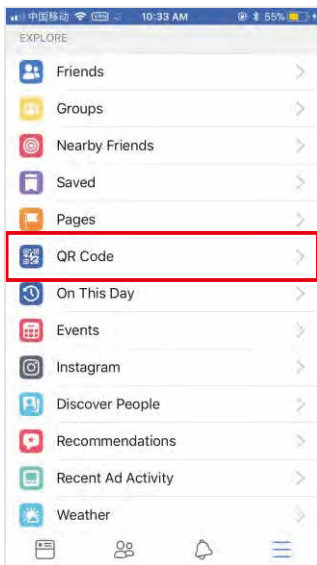 中国移动 VPN 10:33 AM 55%
EXPLORE
Friends
Groups
Nearby Friends
Saved
Pages
QR Code
On This Day
Events
Instagram
Discover People
Recommendations
Recent Ad Activity
Weather